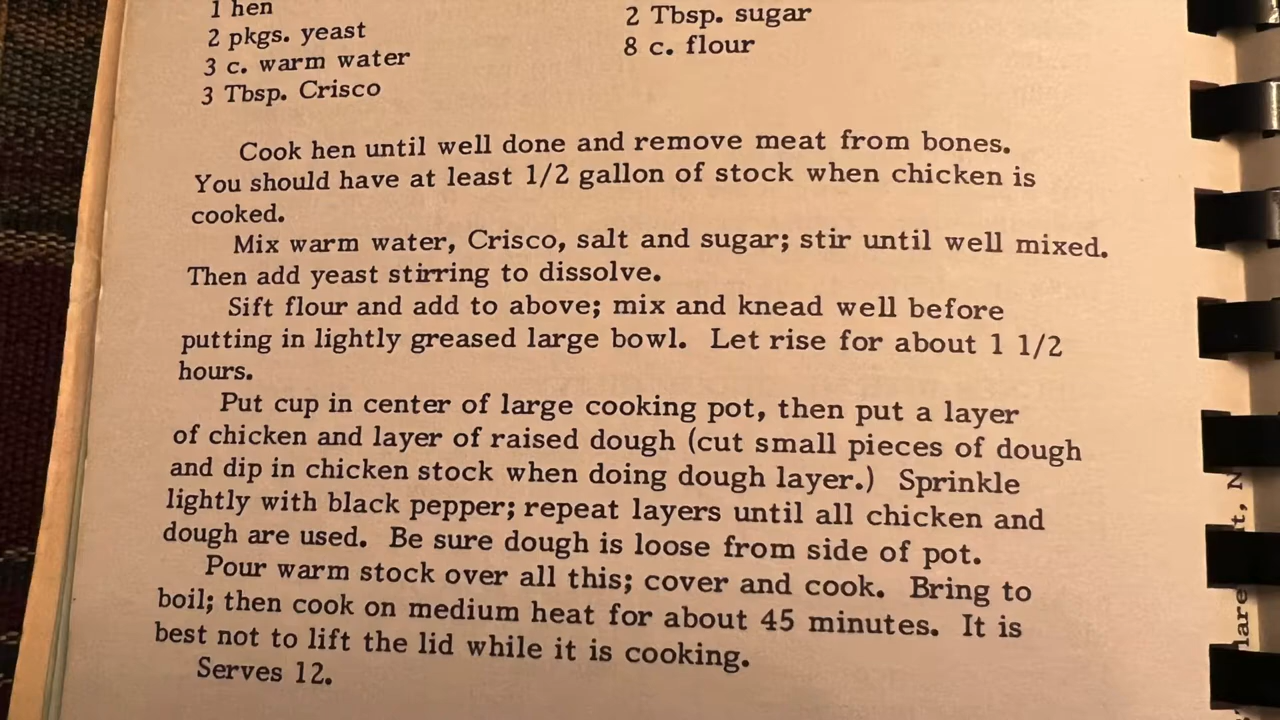 1 hen
2 pkgs. yeast
3 c. warm water
3 Tbsp. Crisco
2 Tbsp. sugar
8 c. flour
Cook hen until well done and remove meat from bones.
You should have at least 1/2 gallon of stock when chicken is
cooked.
Mix warm water, Crisco, salt and sugar; stir until well mixed.
Then add yeast stirring to dissolve.
Sift flour and add to above; mix and knead well before
putting in lightly greased large bowl. Let rise for about 1 1/2
hours.
Put cup in center of large cooking pot, then put a layer
of chicken and layer of raised dough (cut small pieces of dough
and dip in chicken stock when doing dough layer.) Sprinkle
lightly with black pepper; repeat layers until all chicken and
dough are used. Be sure dough is loose from side of pot.
Pour warm stock over all this; cover and cook. Bring to
boil; then cook on medium heat for about 45 minutes. It is
best not to lift the lid while it is cooking.
Serves 12.